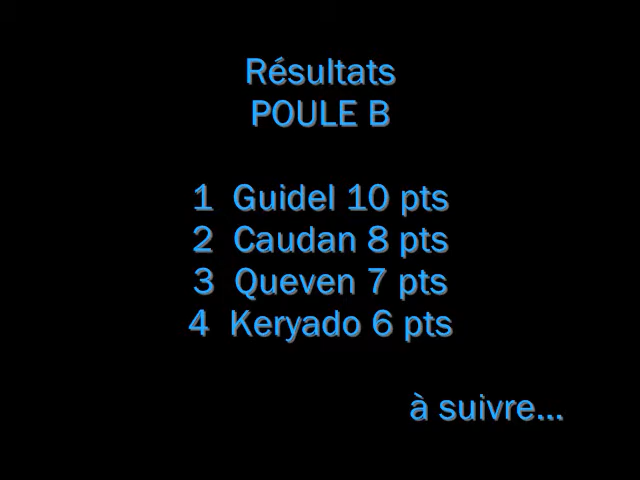 Résultats
POULE B
1 Guidel 10 pts
2 Caudan 8 pts
3 Queven 7 pts
4 Keryado 6 pts
à suivre...